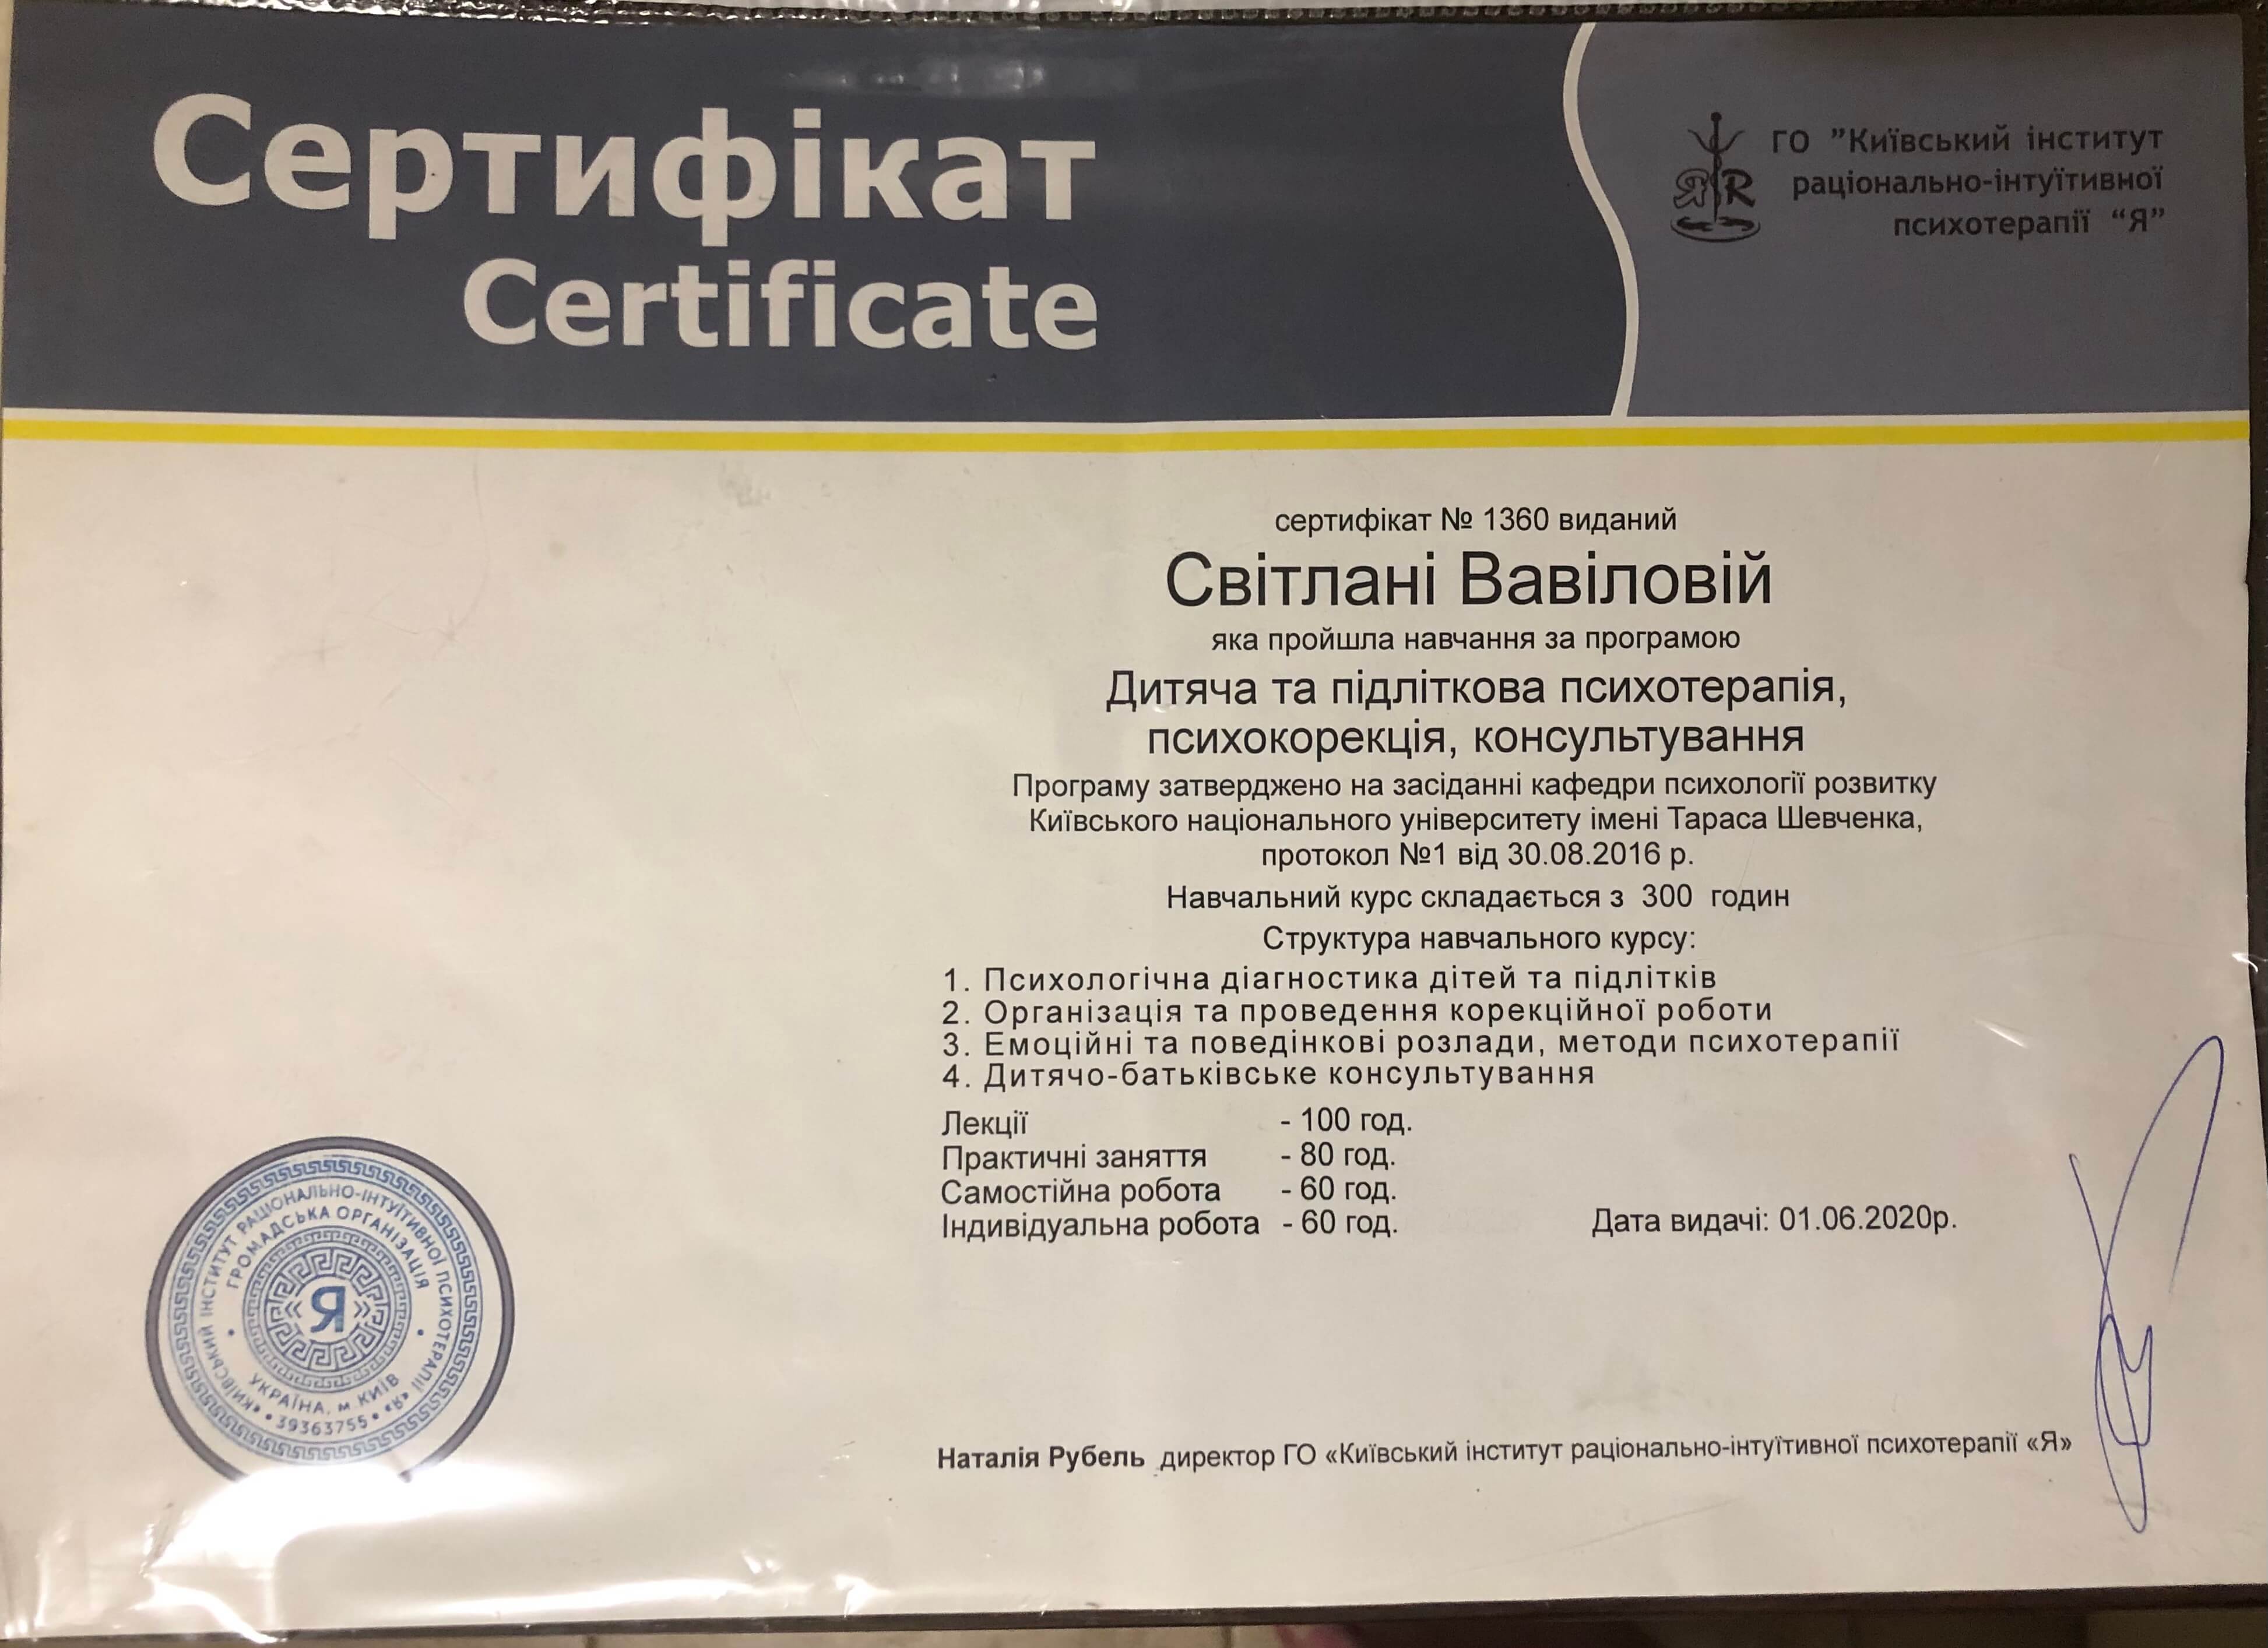 Сертифікат
Certificate
ГО "Київський інститут
раціонально-інтуїтивної
психотерапії “Я”
ЯR
сертифікат № 1360 виданий
Світлані Вавіловій
яка пройшла навчання за програмою
Дитяча та підліткова психотерапія,
психокорекція, консультування
Програму затверджено на засіданні кафедри психології розвитку
Київського національного університету імені Тараса Шевченка,
протокол №1 від 30.08.2016 р.
Навчальний курс складається з 300 годин
Структура навчального курсу:
1. Психологічна діагностика дітей та підлітків
2. Організація та проведення корекційної роботи
3. Емоційні та поведінкові розлади, методи психотерапії
4. Дитячо-батьківське консультування
Лекції - 100 год.
Практичні заняття - 80 год.
Самостійна робота - 60 год.
Індивідуальна робота - 60 год.
Дата видачі: 01.06.2020р.
«КИЇВСЬКИЙ ІНСТИТУТ РАЦІОНАЛЬНО-ІНТУЇТИВНОЇ ПСИХОТЕРАПІЇ «Я»
ГРОМАДСЬКА ОРГАНІЗАЦІЯ
«Я»
УКРАЇНА, м КИЇВ
39363755
Наталія Рубель директор ГО «Київський інститут раціонально-інтуїтивної психотерапії «Я»